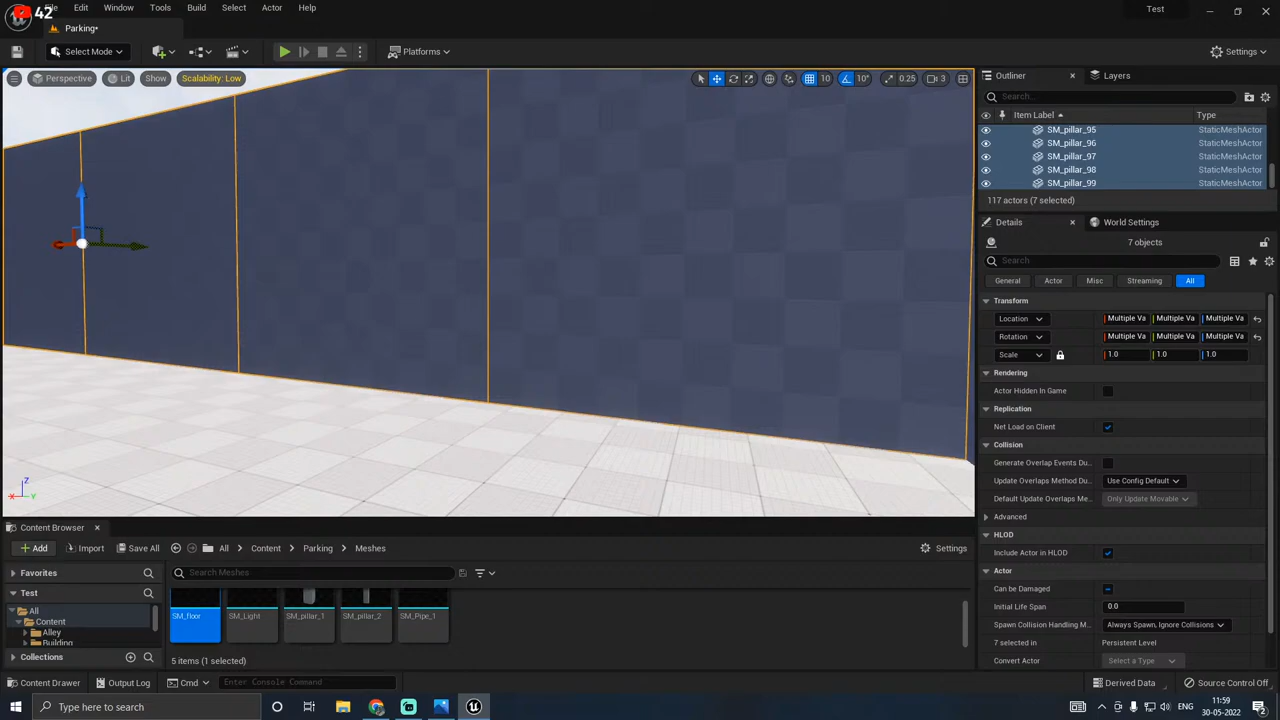 42
File Edit Window Tools Build Select Actor Help
Test
Parking*
Select Mode
Platforms
Settings
Perspective Lit Show Scalability: Low
10 10° 0.25 3
Outliner Layers
Search...
Item Label Type
SM_pillar_95 StaticMeshActor
SM_pillar_96 StaticMeshActor
SM_pillar_97 StaticMeshActor
SM_pillar_98 StaticMeshActor
SM_pillar_99 StaticMeshActor
117 actors (7 selected)
Details World Settings
7 objects
Search
General Actor Misc Streaming All
Transform
Location Multiple Va Multiple Va Multiple Va
Rotation Multiple Va Multiple Va Multiple Va
Scale 1.0 1.0 1.0
Rendering
Actor Hidden In Game
Replication
Net Load on Client
Collision
Generate Overlap Events Du
Update Overlaps Method Du Use Config Default
Default Update Overlaps Me Only Update Movable
Advanced
HLOD
Include Actor in HLOD
Actor
Can be Damaged
Initial Life Span 0.0
Spawn Collision Handling M Always Spawn, Ignore Collisions
7 selected in Persistent Level
Convert Actor Select a Type
Z
X Y
Content Browser
Add Import Save All All Content Parking Meshes Settings
Favorites
Search Meshes
Test
All
Content
Alley
Building
Collections
SM_floor SM_Light SM_pillar_1 SM_pillar_2 SM_Pipe_1
5 items (1 selected)
Content Drawer Output Log Cmd Enter Console Command Derived Data Source Control Off
Type here to search
ENG
11:59
30-05-2022
2